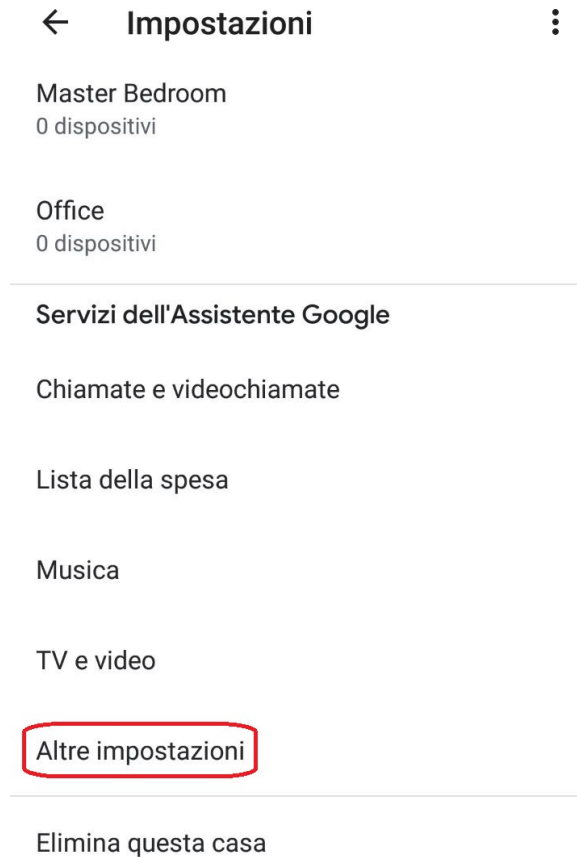 Impostazioni
Master Bedroom
0 dispositivi
Office
0 dispositivi
Servizi dell'Assistente Google
Chiamate e videochiamate
Lista della spesa
Musica
TV e video
Altre impostazioni
Elimina questa casa